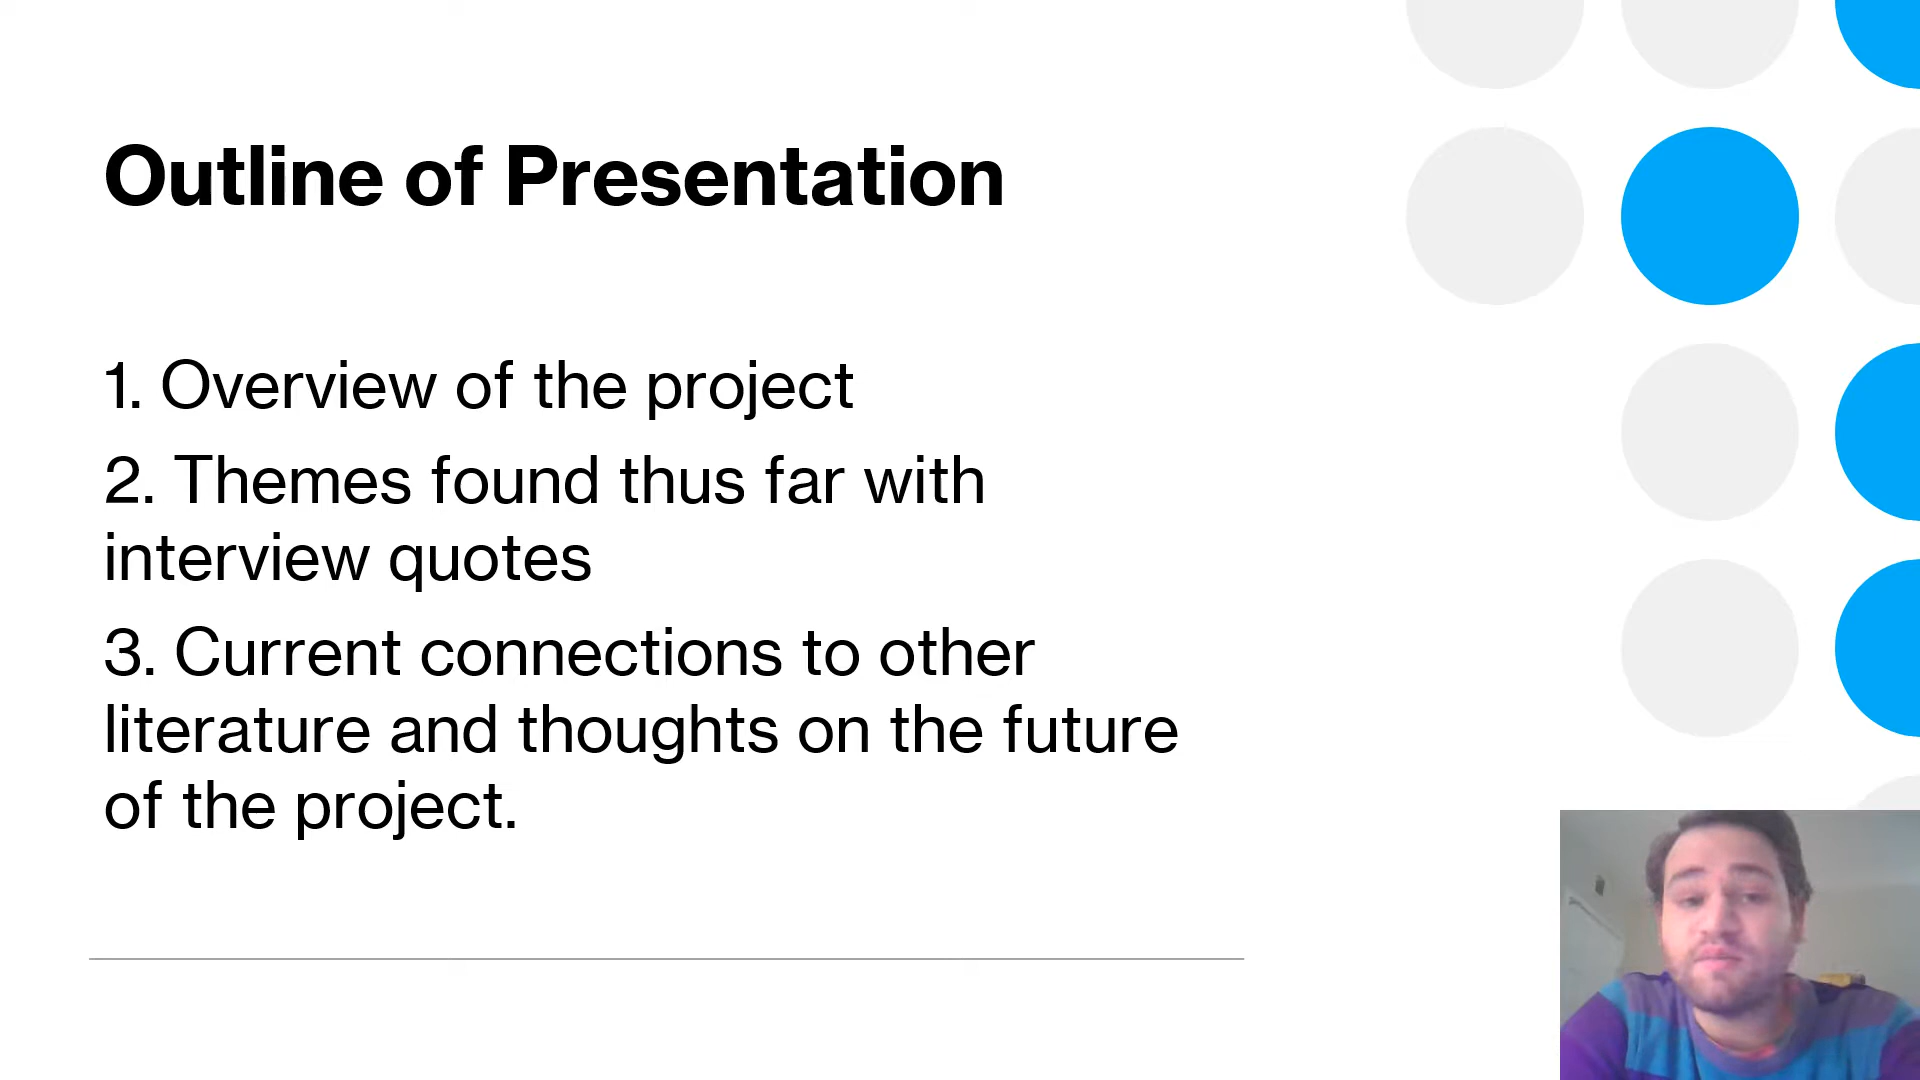 Outline of Presentation
1. Overview of the project
2. Themes found thus far with
interview quotes
3. Current connections to other
literature and thoughts on the future
of the project.